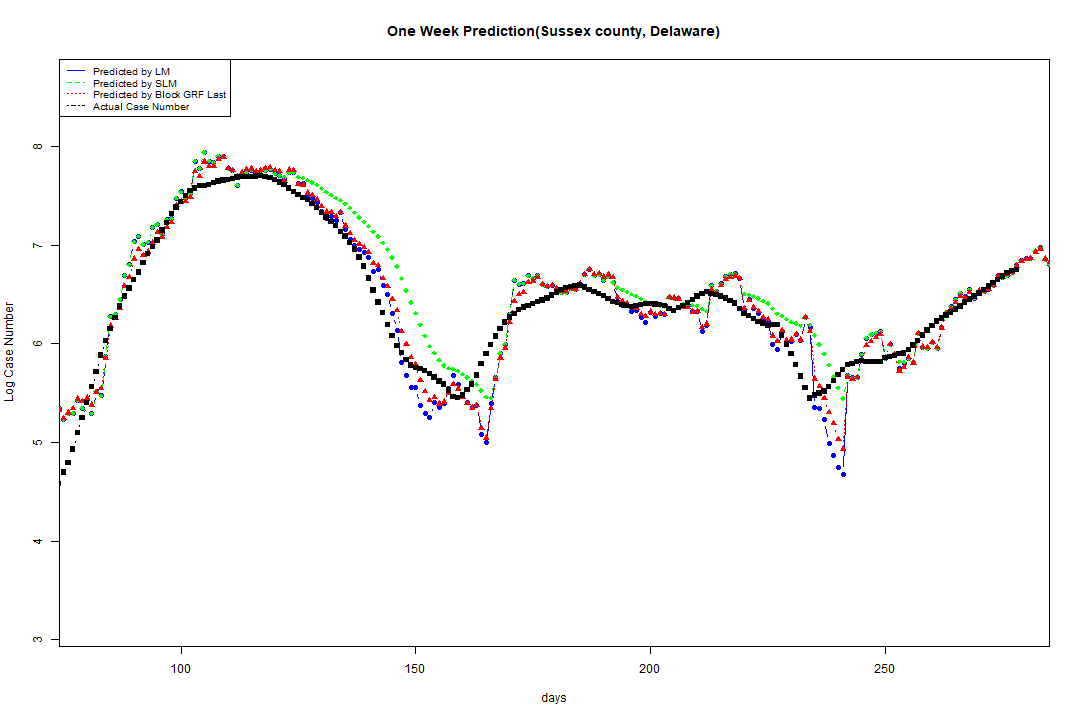 One Week Prediction(Sussex county, Delaware)
Predicted by LM
Predicted by SLM
Predicted by Block GRF Last
Actual Case Number
8
7
6
5
4
3
Log Case Number
100 150 200 250
days